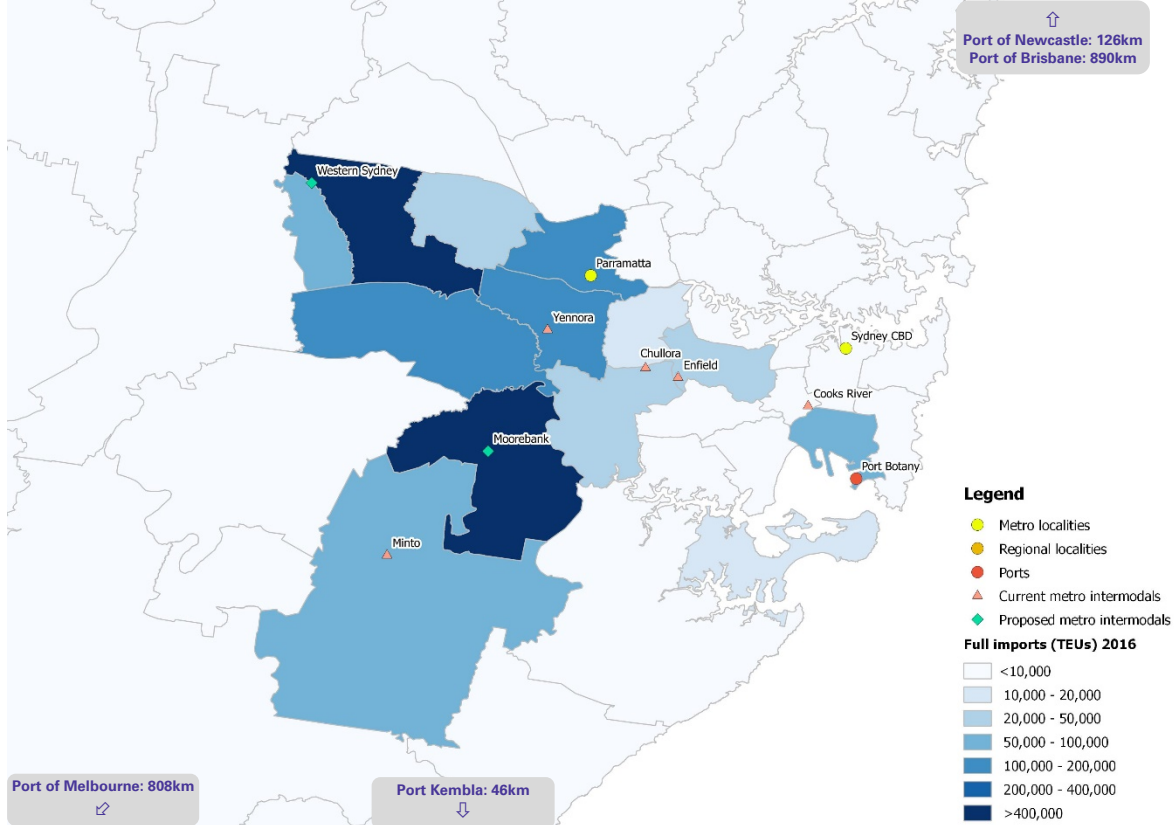 Port of Newcastle: 126km
Port of Brisbane: 890km
Western Sydney
Parramatta
Yennora
Sydney CBD
Chullora
Enfield
Cooks River
Moorebank
Port Botany
Minto
Legend
Metro localities
Regional localities
Ports
Current metro intermodals
Proposed metro intermodals
Full imports (TEUs) 2016
<10,000
10,000 - 20,000
20,000 - 50,000
50,000 - 100,000
100,000 - 200,000
200,000 - 400,000
>400,000
Port of Melbourne: 808km
Port Kembla: 46km